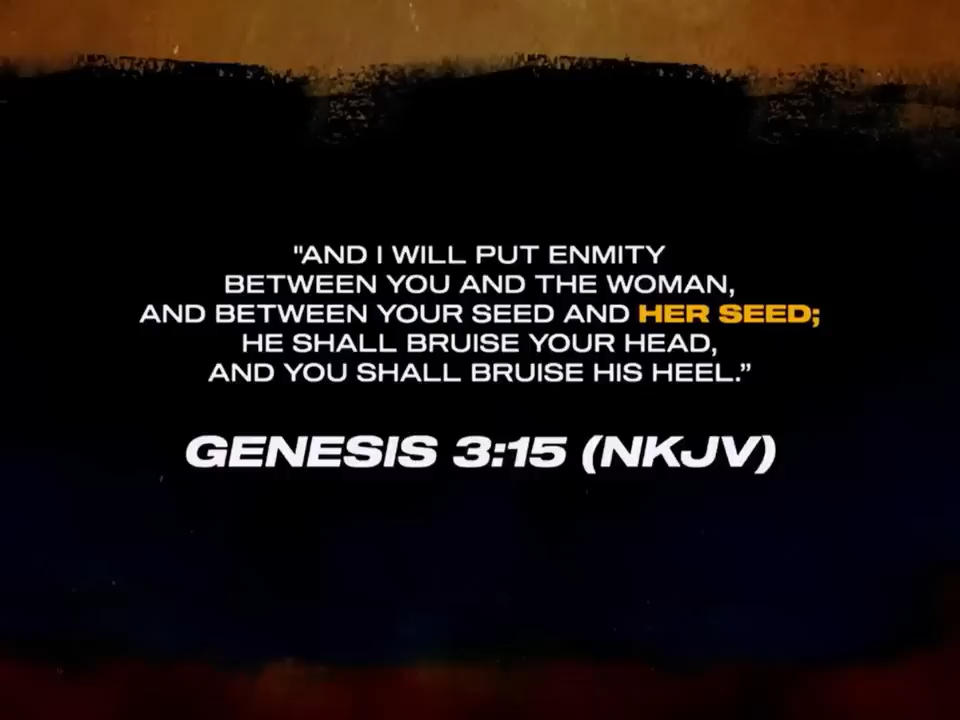 "AND I WILL PUT ENMITY
BETWEEN YOU AND THE WOMAN,
AND BETWEEN YOUR SEED AND HER SEED;
HE SHALL BRUISE YOUR HEAD,
AND YOU SHALL BRUISE HIS HEEL.”
GENESIS 3:15 (NKJV)